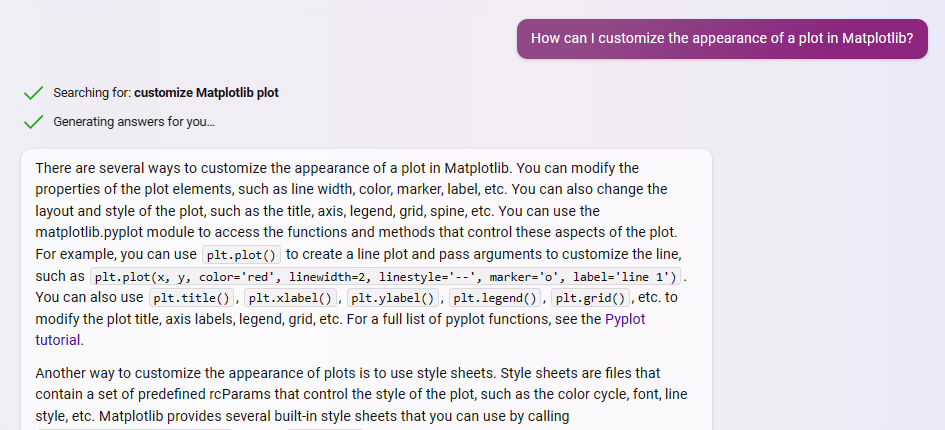 How can I customize the appearance of a plot in Matplotlib?
Searching for: customize Matplotlib plot
Generating answers for you...
There are several ways to customize the appearance of a plot in Matplotlib. You can modify the
properties of the plot elements, such as line width, color, marker, label, etc. You can also change the
layout and style of the plot, such as the title, axis, legend, grid, spine, etc. You can use the
matplotlib.pyplot module to access the functions and methods that control these aspects of the plot.
For example, you can use plt.plot() to create a line plot and pass arguments to customize the line,
such as plt.plot(x, y, color='red', linewidth=2, linestyle='--', marker='o', label='line 1') .
You can also use plt.title() , plt.xlabel() , plt.ylabel() , plt.legend() , plt.grid() , etc. to
modify the plot title, axis labels, legend, grid, etc. For a full list of pyplot functions, see the Pyplot
tutorial.
Another way to customize the appearance of plots is to use style sheets. Style sheets are files that
contain a set of predefined rcParams that control the style of the plot, such as the color cycle, font, line
style, etc. Matplotlib provides several built-in style sheets that you can use by calling